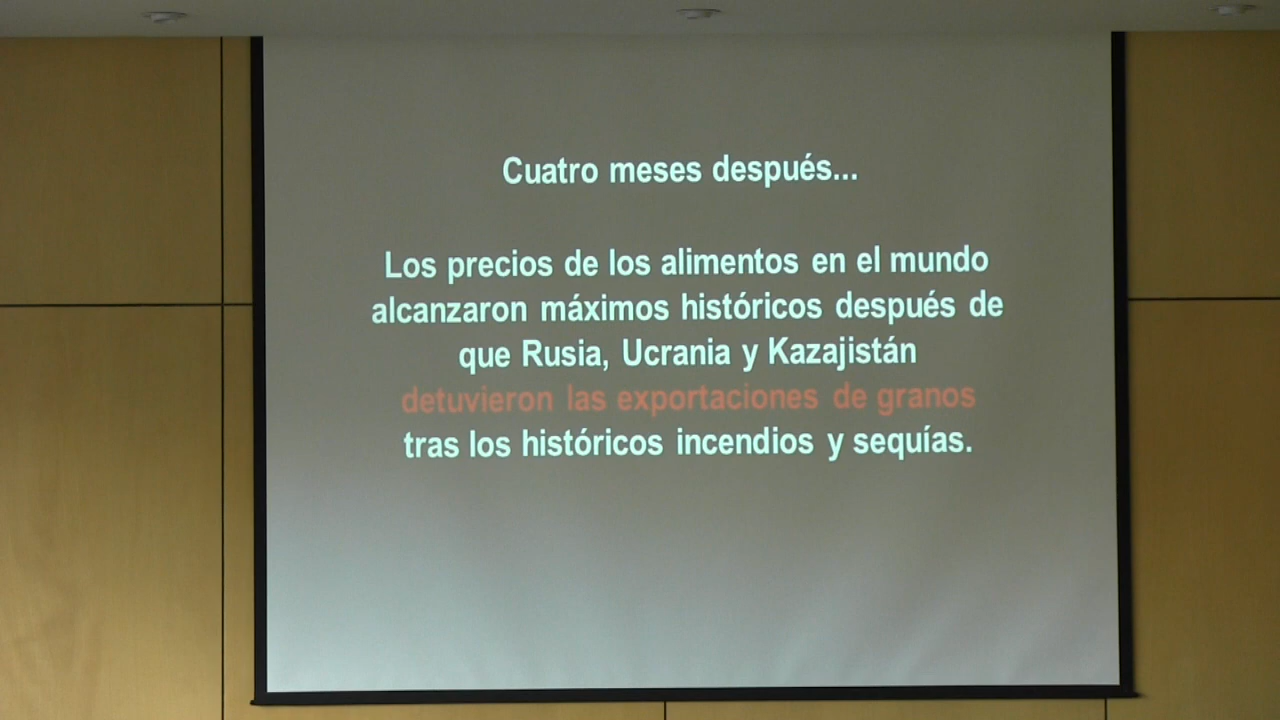 Cuatro meses después...
Los precios de los alimentos en el mundo
alcanzaron máximos históricos después de
que Rusia, Ucrania y Kazajistán
detuvieron las exportaciones de granos
tras los históricos incendios y sequías.